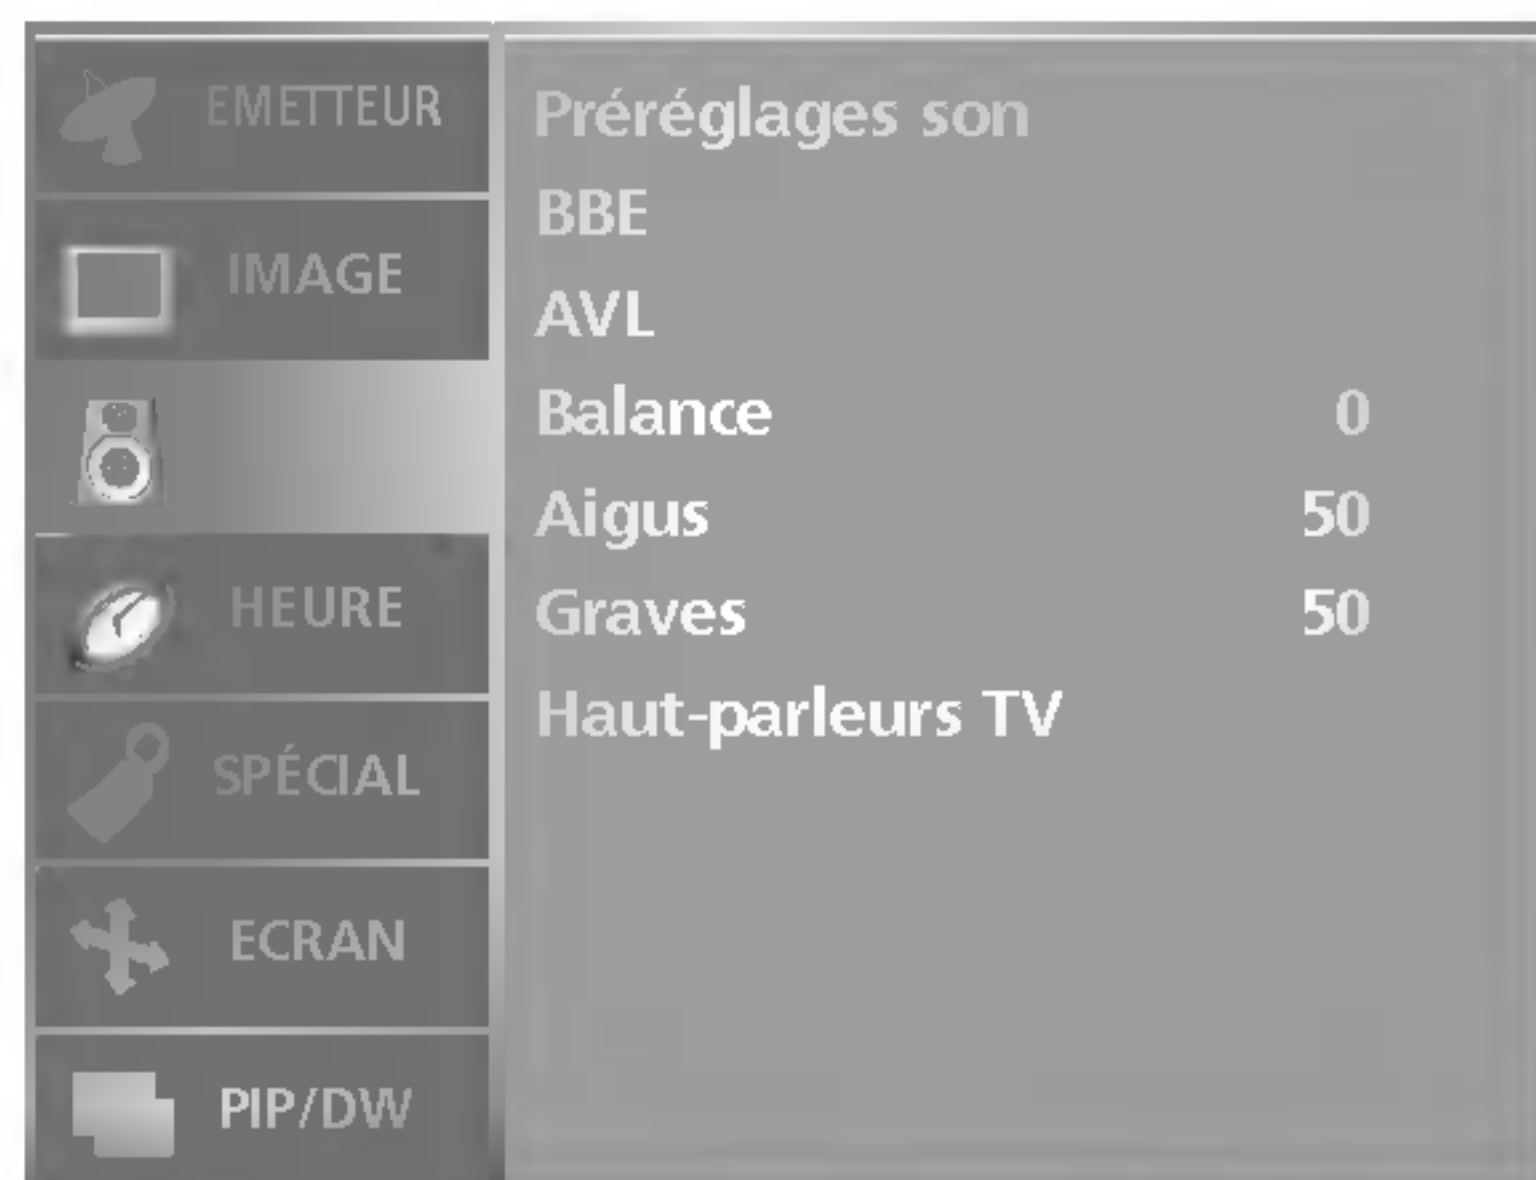 EMETTEUR
IMAGE
HEURE
SPÉCIAL
ECRAN
PIP/DW
Préréglages son
BBE
AVL
Balance 0
Aigus 50
Graves 50
Haut-parleurs TV